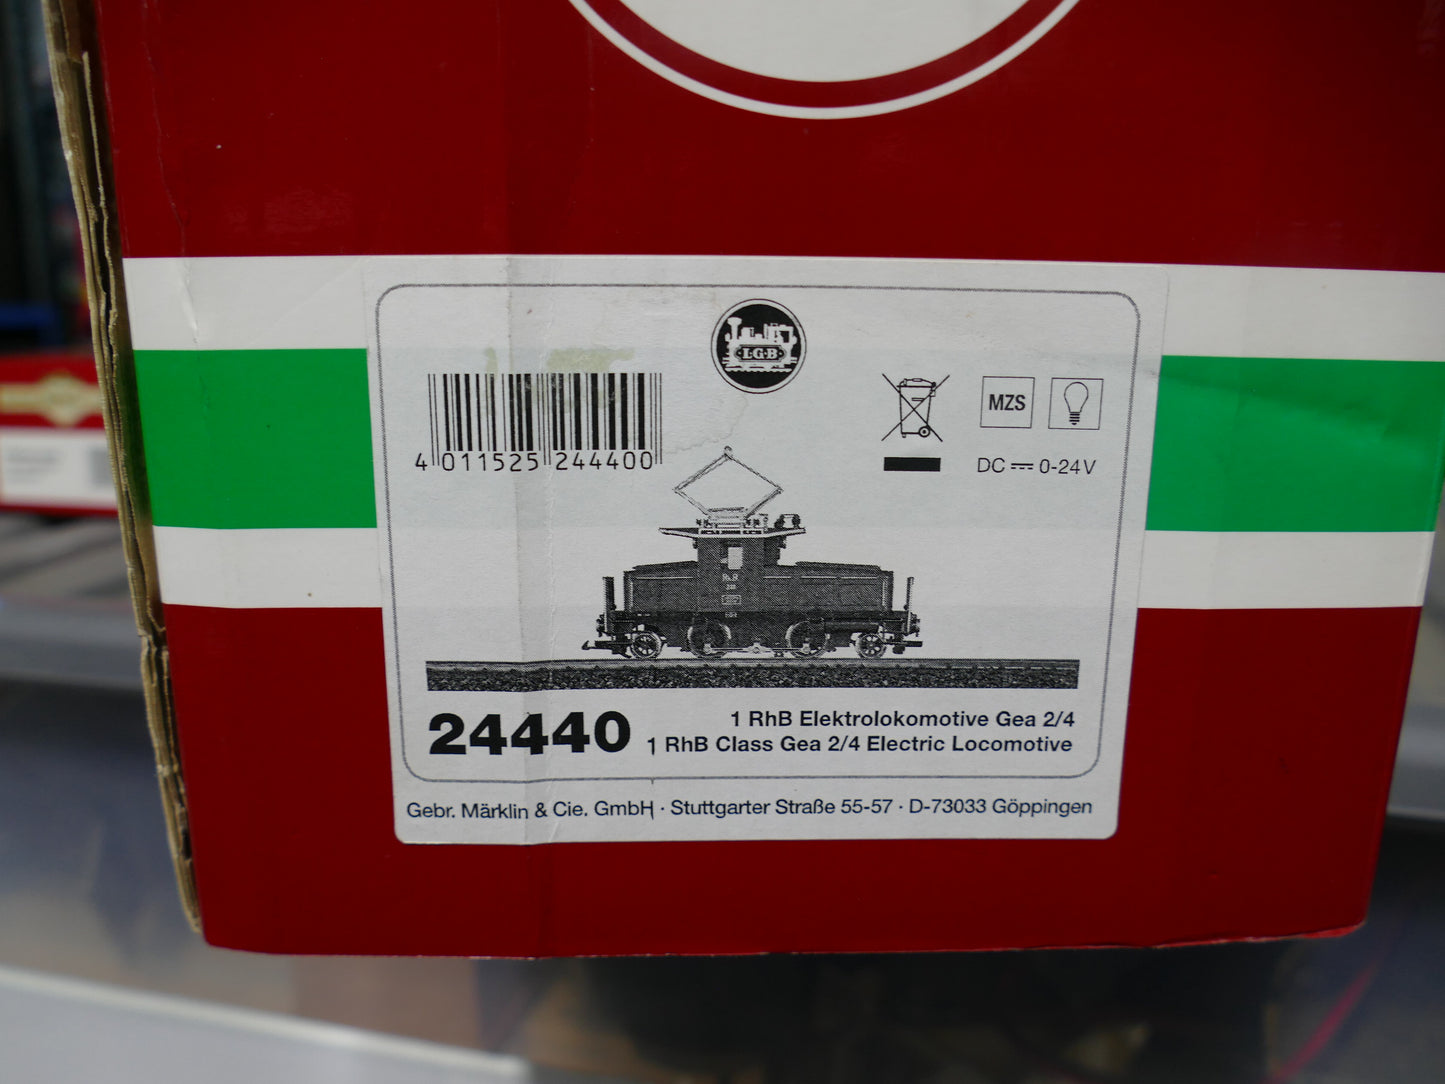 L·G·B
4 011525 244400
MZS
DC ⎓ 0-24V
24440
1 RhB Elektrolokomotive Gea 2/4
1 RhB Class Gea 2/4 Electric Locomotive
Gebr. Märklin & Cie. GmbH · Stuttgarter Straße 55-57 · D-73033 Göppingen